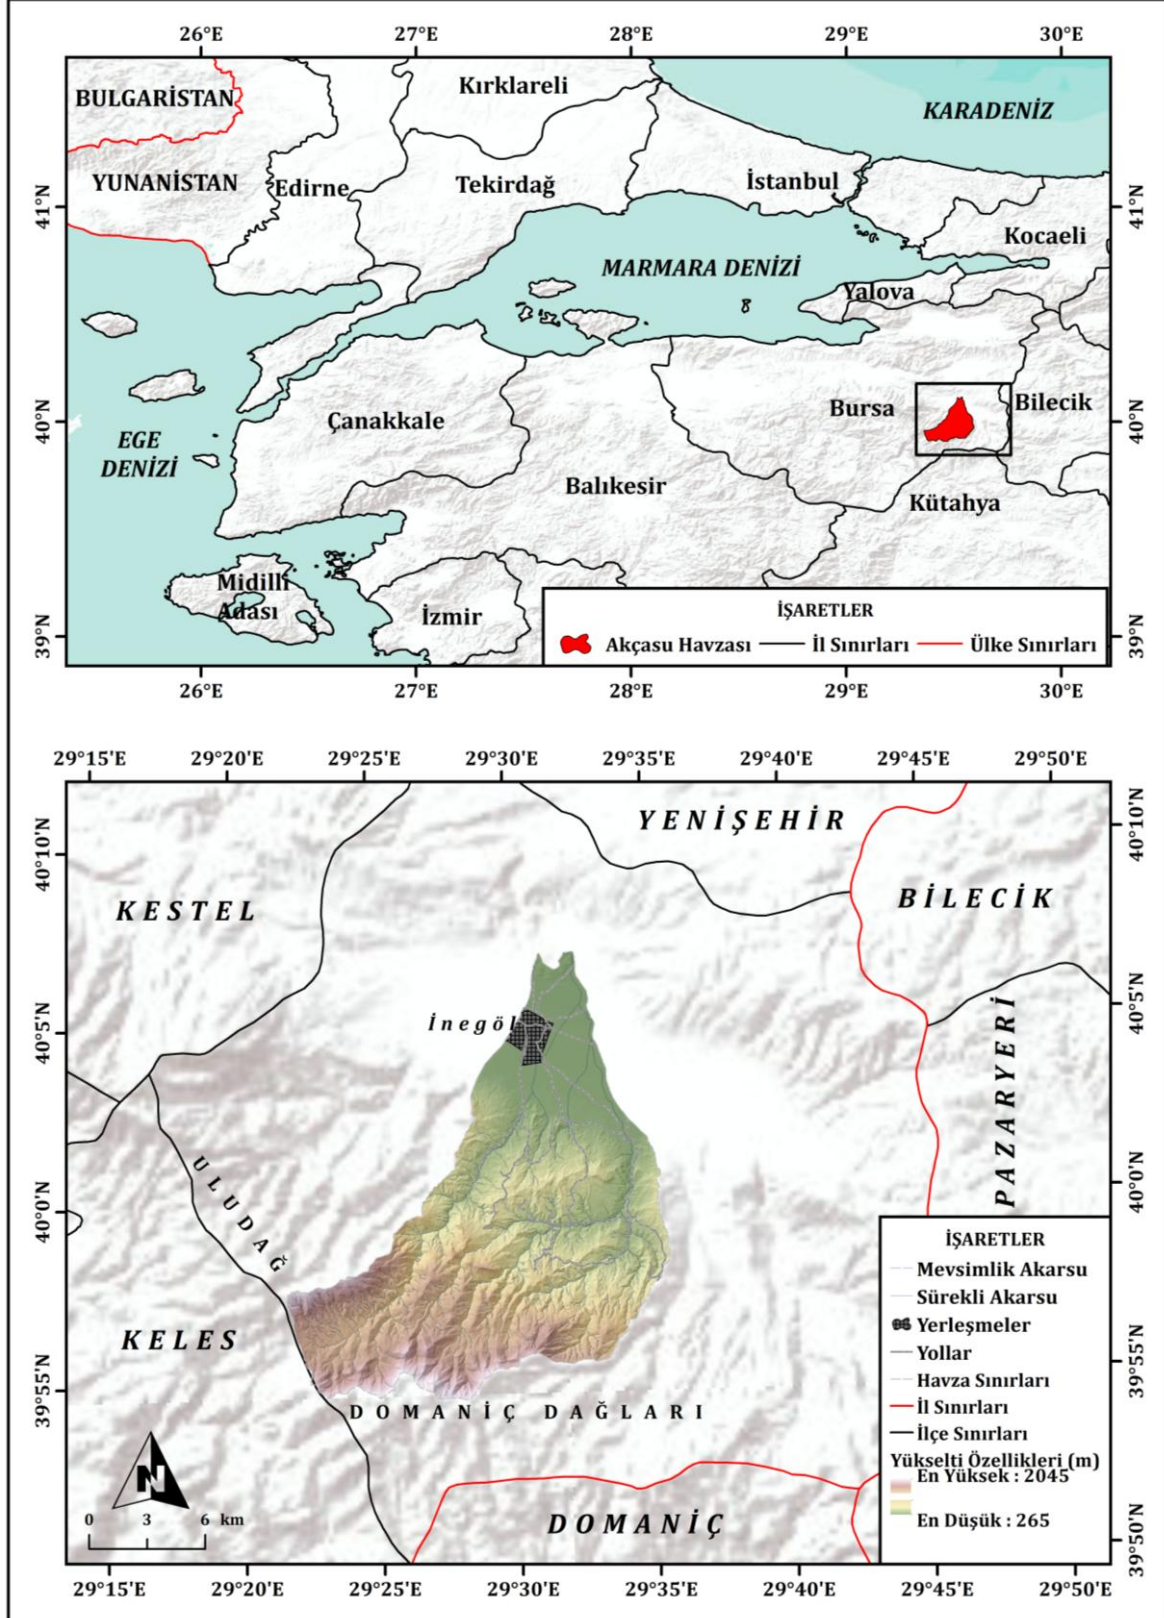 26°E 27°E 28°E 29°E 30°E
BULGARİSTAN
Kırklareli
KARADENİZ
YUNANİSTAN
Edirne
Tekirdağ
İstanbul
41°N
41°N
Kocaeli
MARMARA DENİZİ
Yalova
Çanakkale
Bursa
Bilecik
40°N
40°N
EGE
DENİZİ
Balıkesir
Kütahya
Midilli
Adası
İzmir
39°N
39°N
İŞARETLER
Akçasu Havzası
İl Sınırları
Ülke Sınırları
26°E 27°E 28°E 29°E 30°E
29°15'E 29°20'E 29°25'E 29°30'E 29°35'E 29°40'E 29°45'E 29°50'E
YENİŞEHİR
40°10'N
40°10'N
KESTEL
BİLECİK
İnegöl
40°5'N
40°5'N
PAZARYERİ
ULUDAĞ
40°0'N
40°0'N
KELES
39°55'N
39°55'N
DOMANİÇ DAĞLARI
N
0 3 6 km
DOMANİÇ
39°50'N
İŞARETLER
Mevsimlik Akarsu
Sürekli Akarsu
Yerleşmeler
Yollar
Havza Sınırları
İl Sınırları
İlçe Sınırları
Yükselti Özellikleri (m)
En Yüksek : 2045
En Düşük : 265
29°15'E 29°20'E 29°25'E 29°30'E 29°35'E 29°40'E 29°45'E 29°50'E